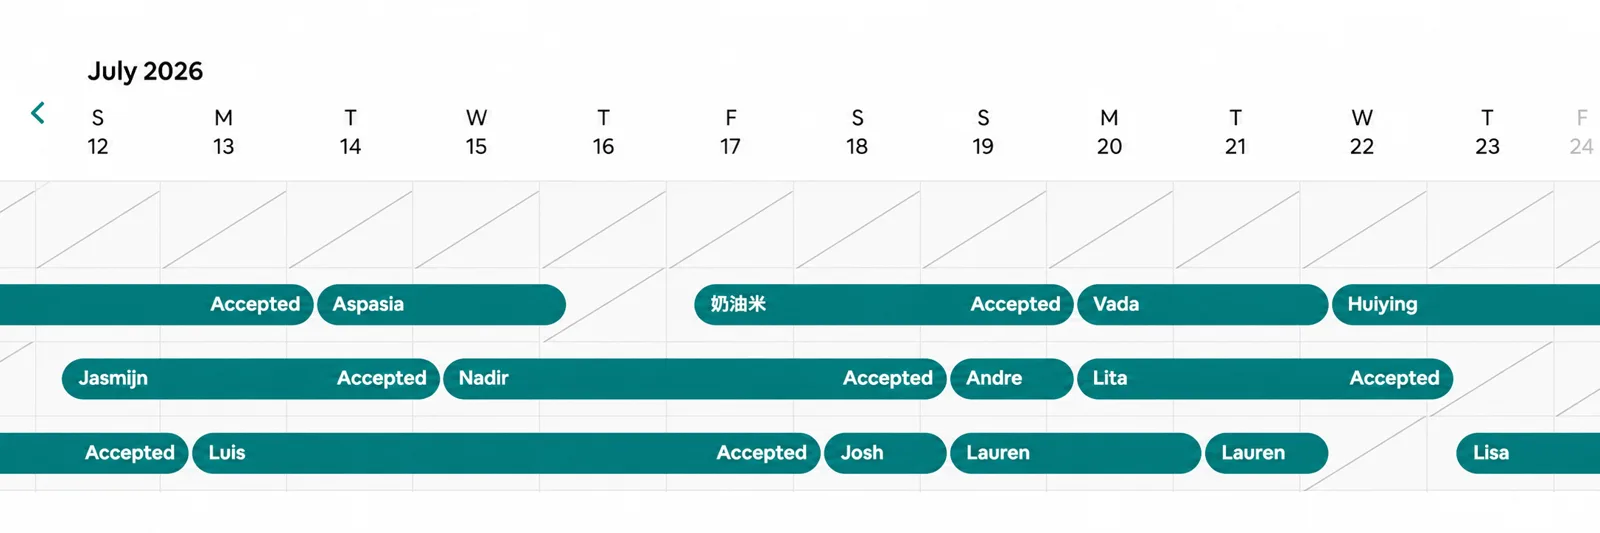 July 2026
S M T W T F S S M T W T F
12 13 14 15 16 17 18 19 20 21 22 23 24
Accepted Aspasia 奶油米 Accepted Vada Huiying
Jasmijn Accepted Nadir Accepted Andre Lita Accepted
Accepted Luis Accepted Josh Lauren Lauren Lisa